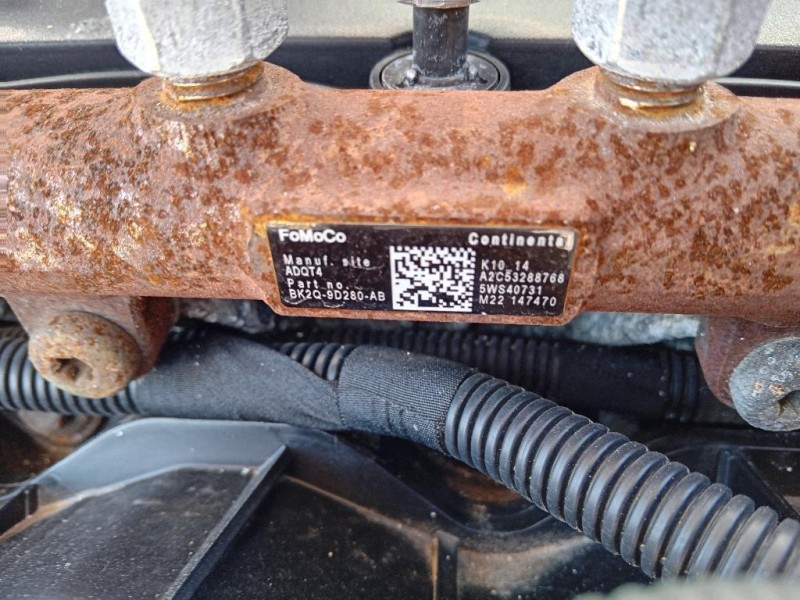 FoMoCo Continental
Manuf. site
ADQT4
Part no.
BK2Q-9D280-AB
K10 14
A2C53288768
5WS40731
M22 147470